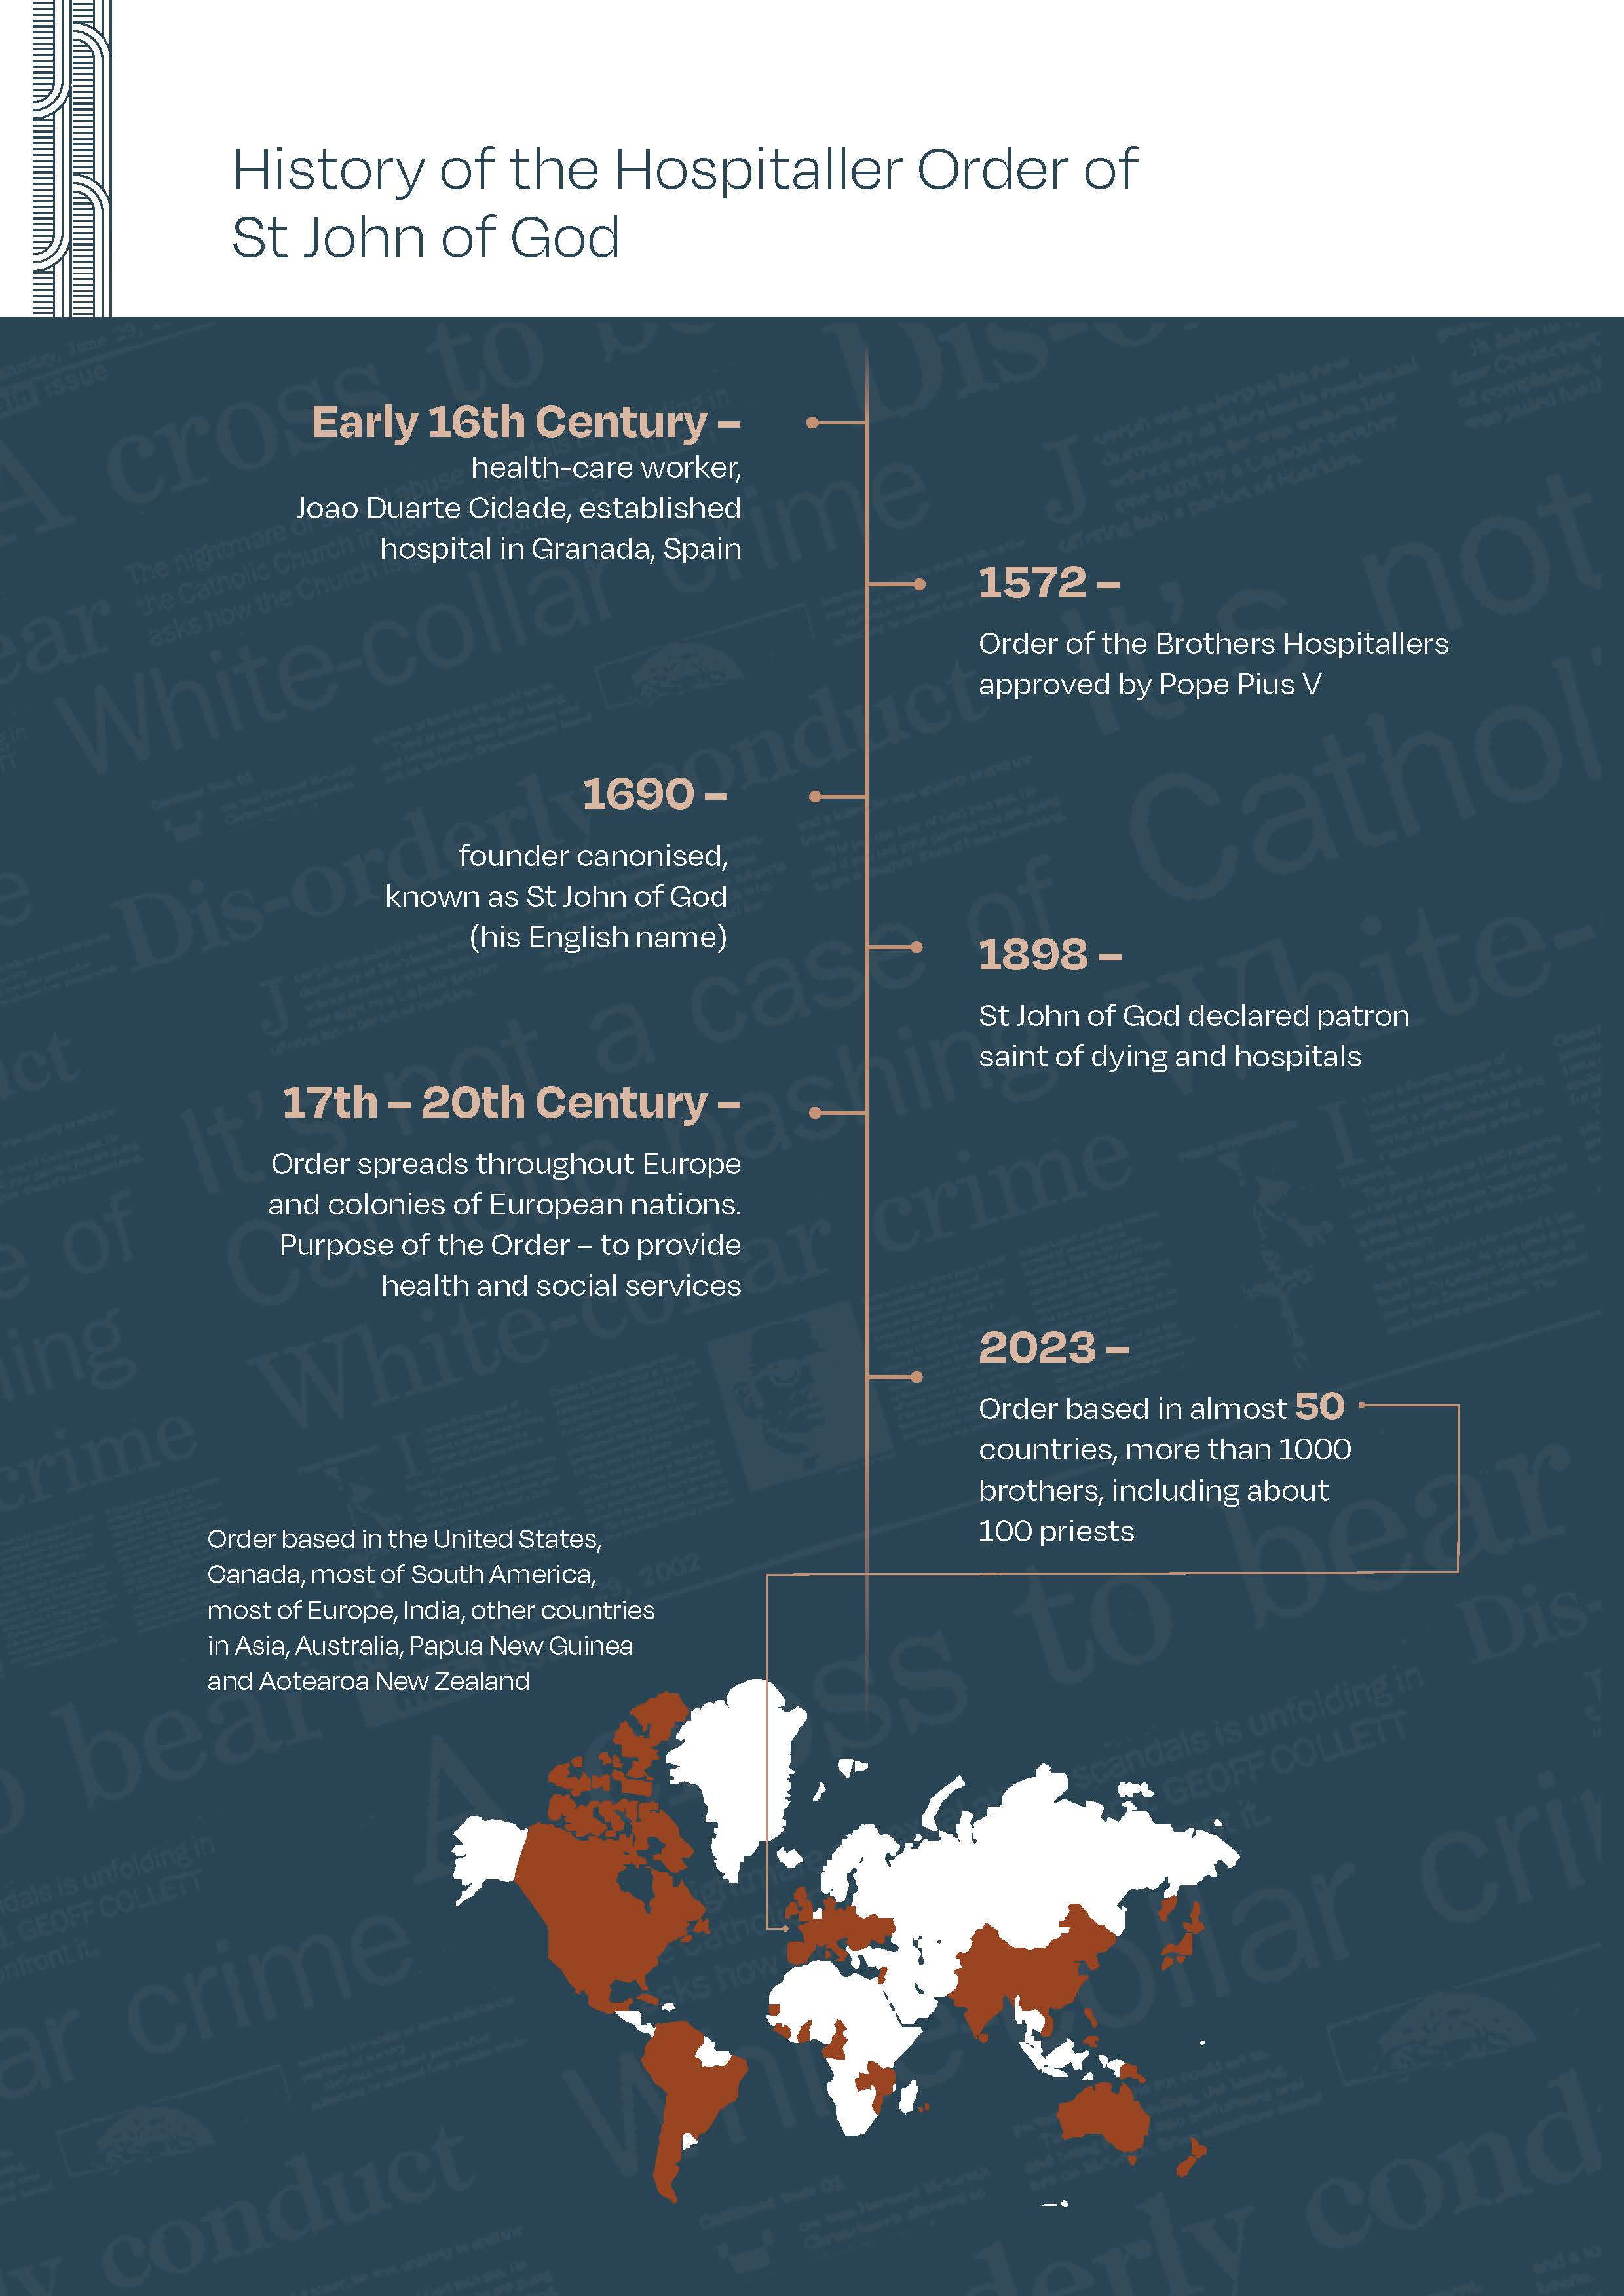 History of the Hospitaller Order of
St John of God
Early 16th Century –
health-care worker,
Joao Duarte Cidade, established
hospital in Granada, Spain
1572 –
Order of the Brothers Hospitallers
approved by Pope Pius V
1690 –
founder canonised,
known as St John of God
(his English name)
1898 –
St John of God declared patron
saint of dying and hospitals
17th – 20th Century –
Order spreads throughout Europe
and colonies of European nations.
Purpose of the Order – to provide
health and social services
2023 –
Order based in almost 50
countries, more than 1000
brothers, including about
100 priests
Order based in the United States,
Canada, most of South America,
most of Europe, India, other countries
in Asia, Australia, Papua New Guinea
and Aotearoa New Zealand